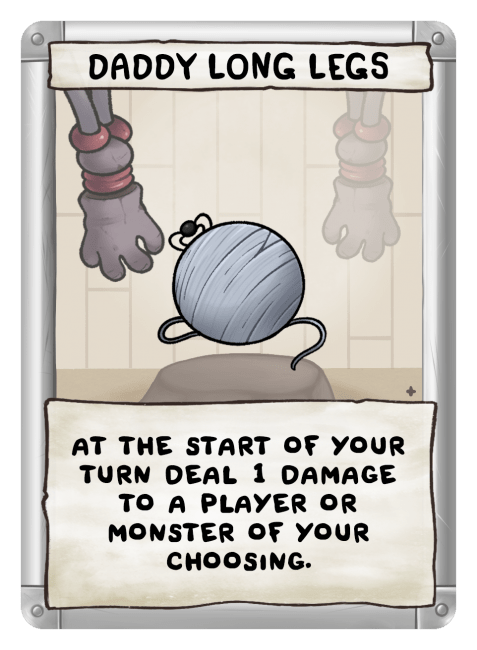 DADDY LONG LEGS
AT THE START OF YOUR
TURN DEAL 1 DAMAGE
TO A PLAYER OR
MONSTER OF YOUR
CHOOSING.